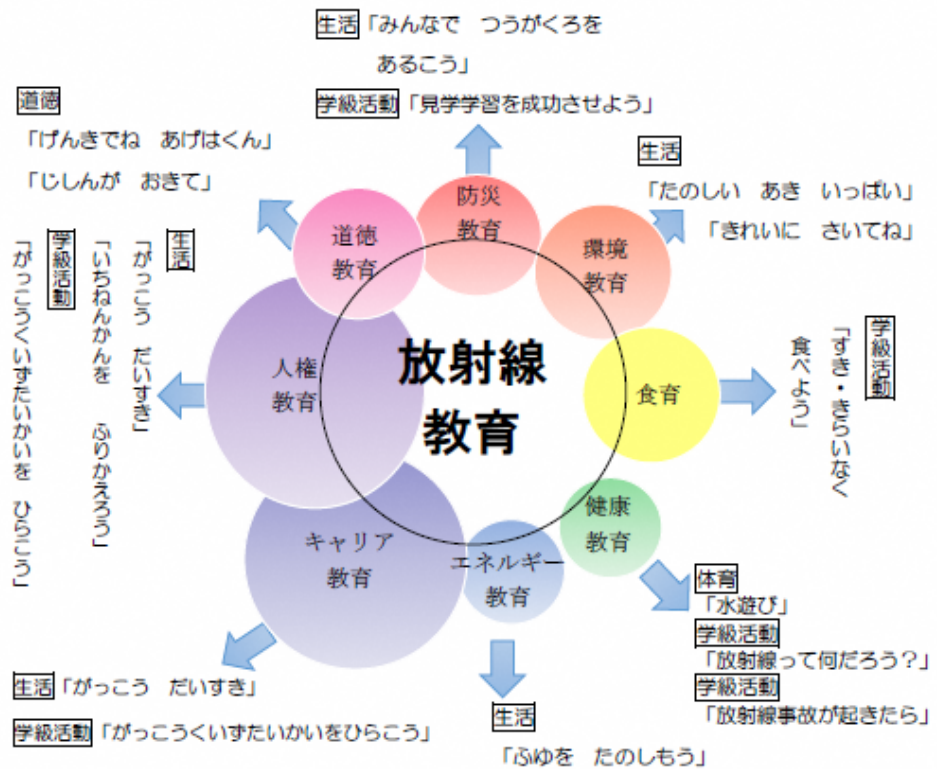 生活「みんなで　つうがくろを
あるこう」
学級活動「見学学習を成功させよう」
道徳
「げんきでね　あげはくん」
「じしんが　おきて」
生活
「たのしい　あき　いっぱい」
「きれいに　さいてね」
防災
教育
道徳
教育
環境
教育
生活
「がっこう　だいすき」
「いちねんかんを　ふりかえろう」
学級活動
「がっこうくいずたいかいを　ひらこう」
人権
教育
放射線
教育
食育
学級活動
「すき・きらいなく
食べよう」
健康
教育
キャリア
教育
エネルギー
教育
体育
「水遊び」
学級活動
「放射線って何だろう？」
学級活動
「放射線事故が起きたら」
生活「がっこう　だいすき」
学級活動「がっこうくいずたいかいをひらこう」
生活
「ふゆを　たのしもう」